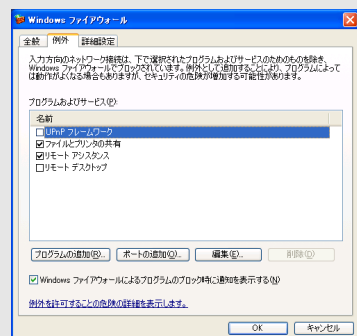 Windows ファイアウォール
全般 例外 詳細設定
入力方向のネットワーク接続は、下で選択されたプログラムおよびサービスのためのものを除き、
Windows ファイアウォールでブロックされています。例外として追加することにより、プログラムによって
は動作がよくなる場合もありますが、セキュリティの危険が増加する可能性があります。
プログラムおよびサービス(P):
名前
UPnP フレームワーク
ファイルとプリンタの共有
リモート アシスタンス
リモート デスクトップ
プログラムの追加(R)... ポートの追加(O)... 編集(E)... 削除(D)
Windows ファイアウォールによるプログラムのブロック時に通知を表示する(N)
例外を許可することの危険の詳細を表示します。
OK キャンセル